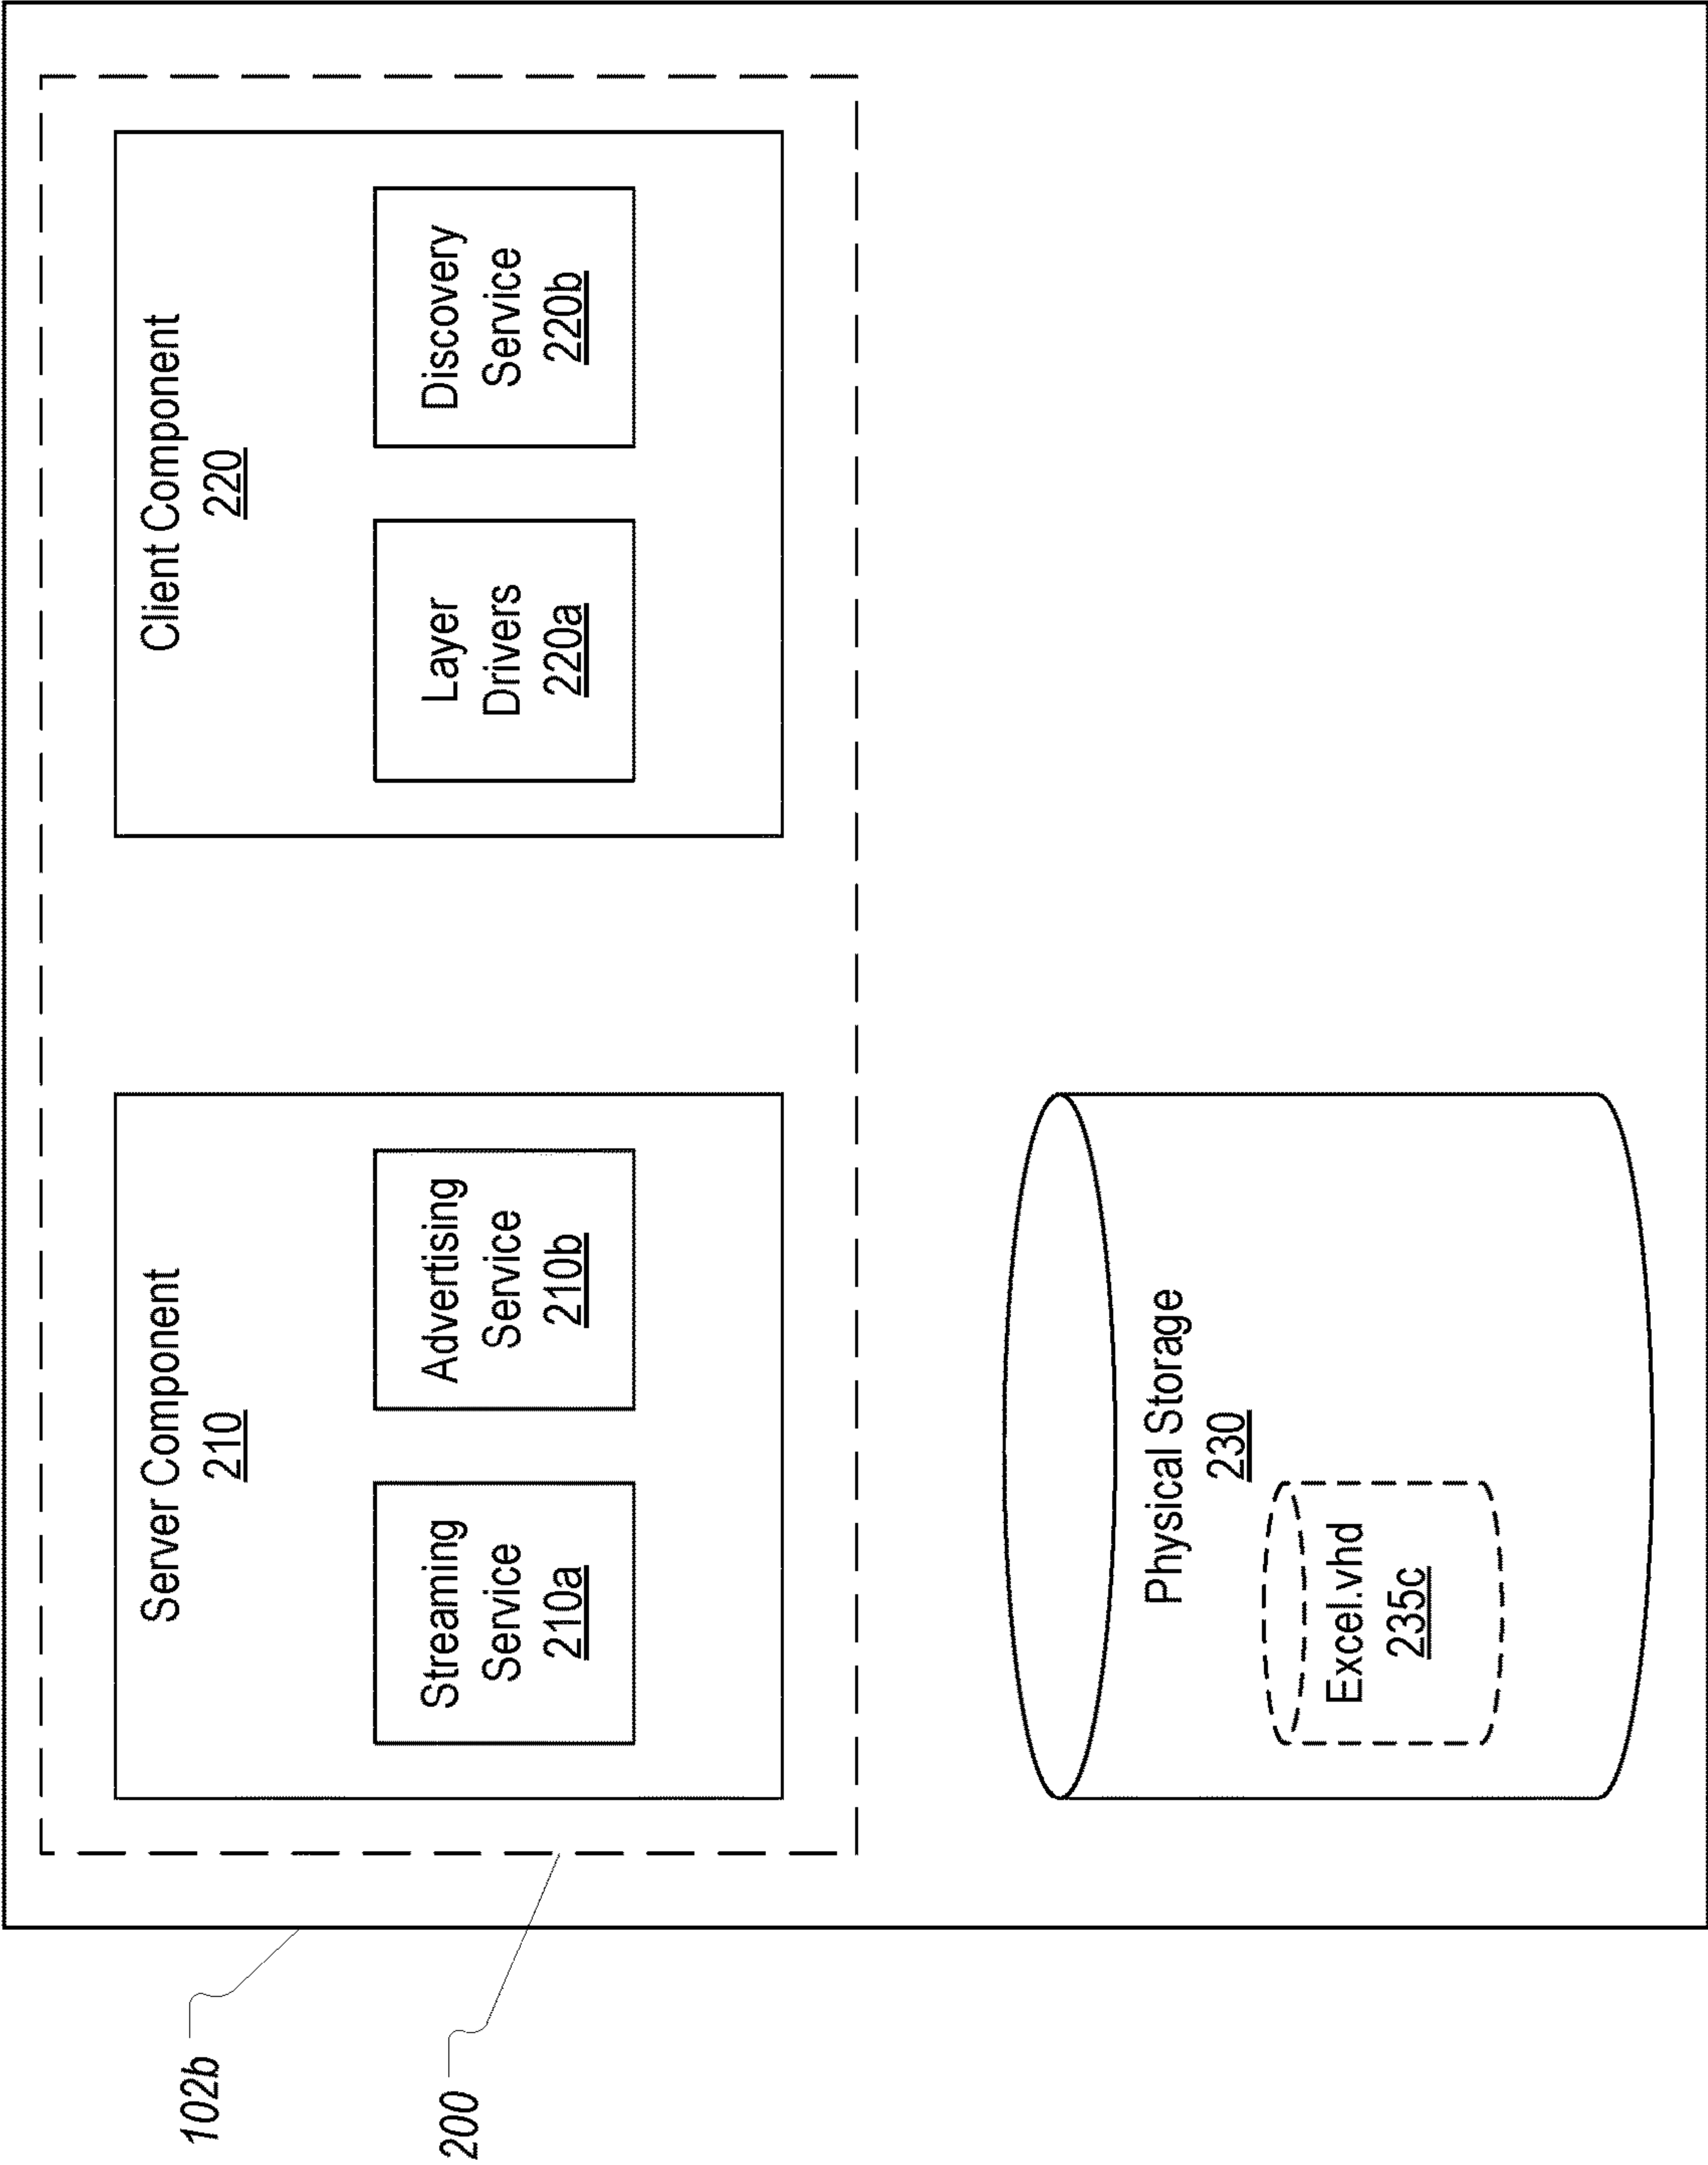 102b
200
Server Component
210
Streaming
Service
210a
Advertising
Service
210b
Client Component
220
Layer
Drivers
220a
Discovery
Service
220b
Physical Storage
230
Excel.vhd
235c